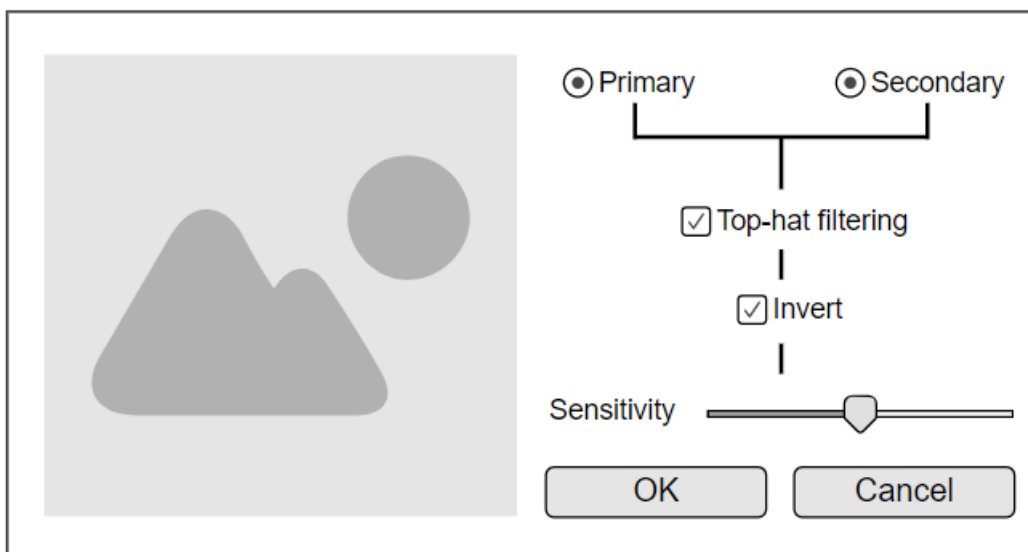 Primary
Secondary
Top-hat filtering
Invert
Sensitivity
OK
Cancel